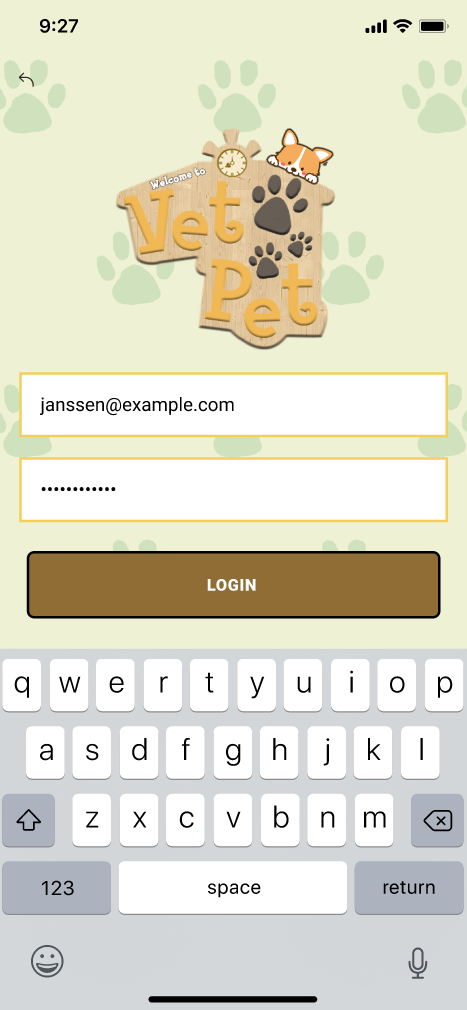 9:27
Welcome to
Vet
Pet
janssen@example.com
••••••••••••
LOGIN
q w e r t y u i o p
a s d f g h j k l
z x c v b n m
123 space return